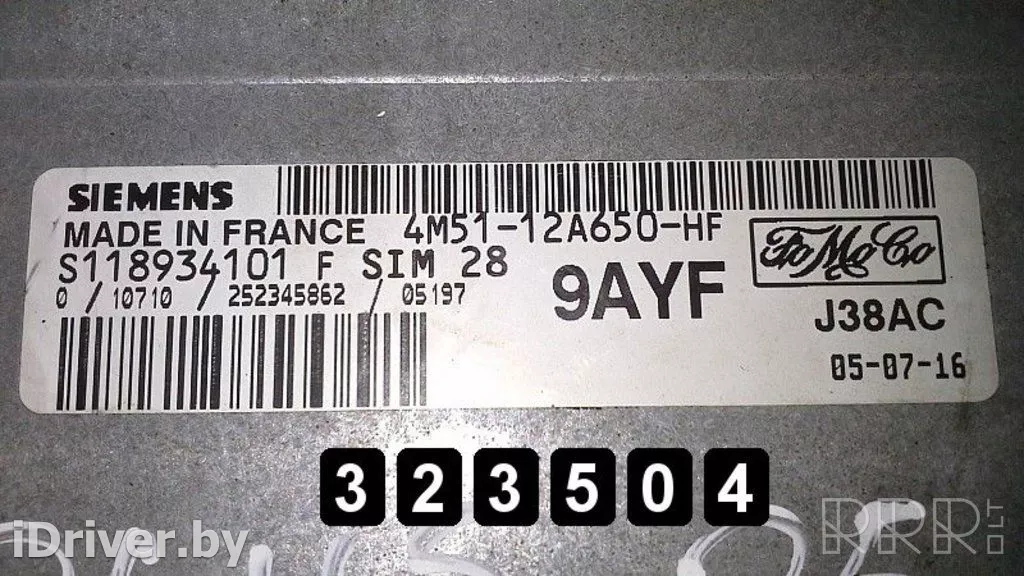 SIEMENS
MADE IN FRANCE 4M51-12A650-HF
S118934101 F SIM 28
0 / 10710 / 252345862 / 05197
9AYF
FoMoCo
J38AC
05-07-16
323504
iDriver.by
RRR.LT